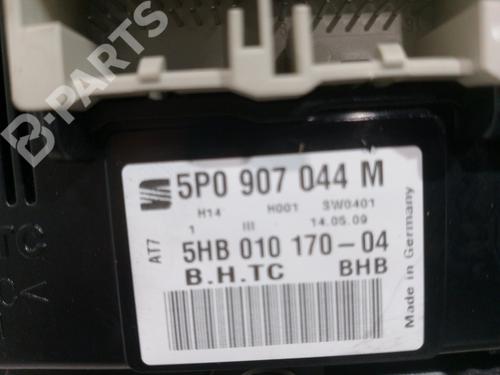 B-PARTS
5P0 907 044 M
H14 H001 SW0401
1 III 14.05.09
AT7
5HB 010 170-04
B.H.TC BHB
Made in Germany
TC